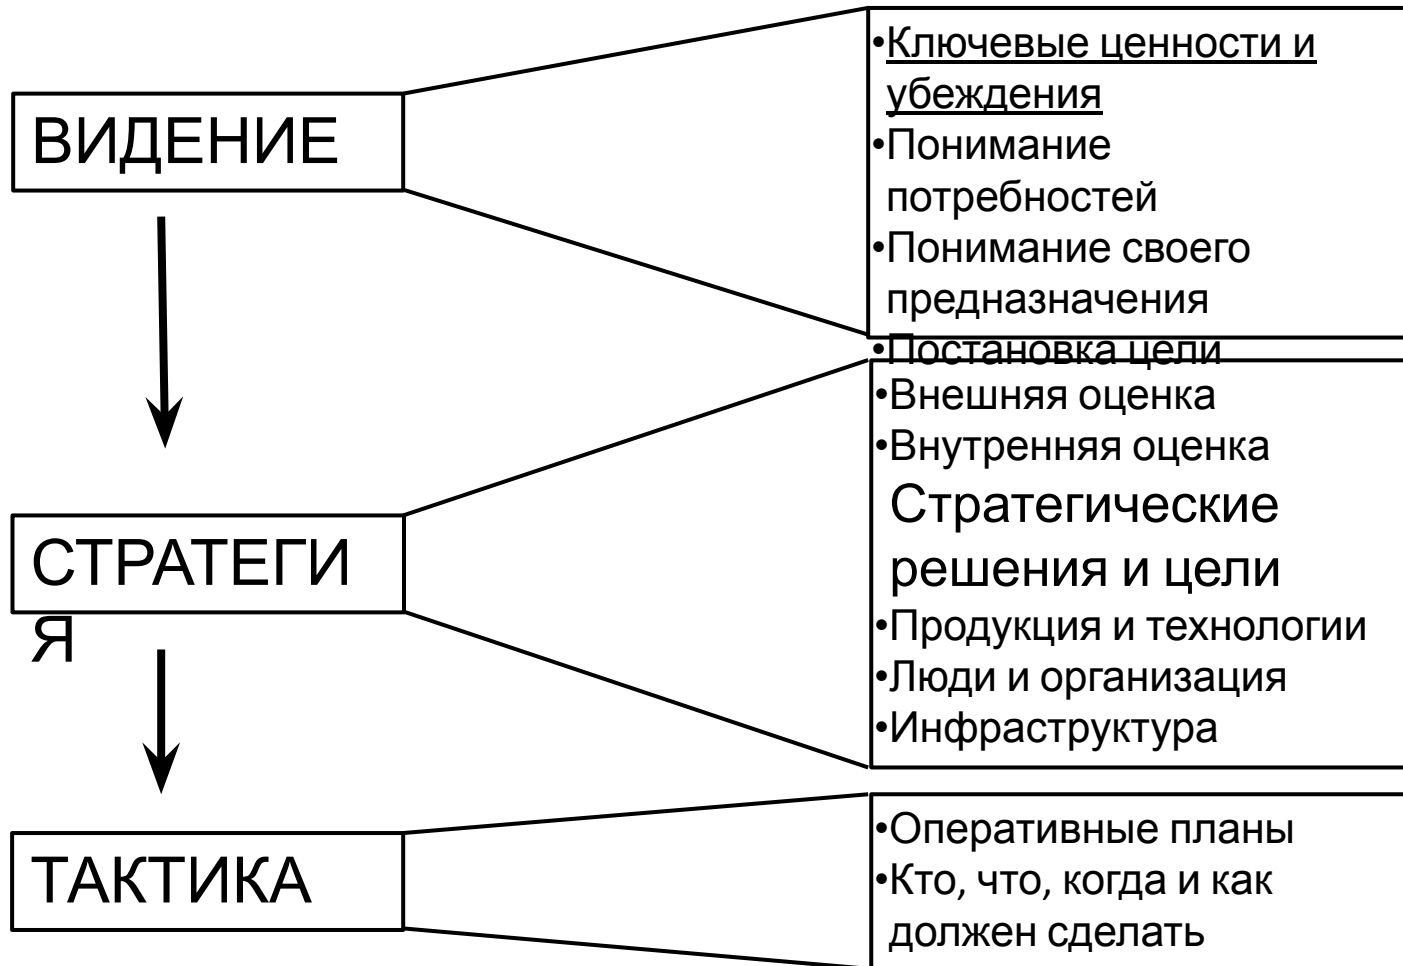 ВИДЕНИЕ
•Ключевые ценности и
убеждения
•Понимание
потребностей
•Понимание своего
предназначения
•Постановка цели
СТРАТЕГИ
Я
•Внешняя оценка
•Внутренняя оценка
Стратегические
решения и цели
•Продукция и технологии
•Люди и организация
•Инфраструктура
ТАКТИКА
•Оперативные планы
•Кто, что, когда и как
должен сделать